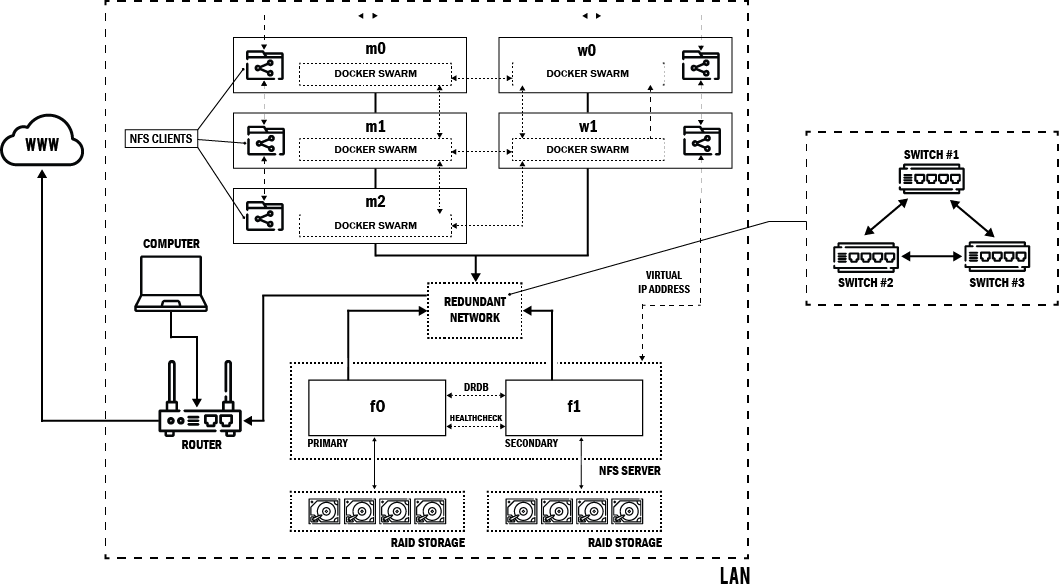 m0
DOCKER SWARM
w0
DOCKER SWARM
WWW
NFS CLIENTS
m1
DOCKER SWARM
w1
DOCKER SWARM
m2
DOCKER SWARM
SWITCH #1
SWITCH #2
SWITCH #3
COMPUTER
VIRTUAL
IP ADDRESS
REDUNDANT
NETWORK
f0
DRDB
HEALTHCHECK
f1
PRIMARY
SECONDARY
ROUTER
NFS SERVER
RAID STORAGE
RAID STORAGE
LAN